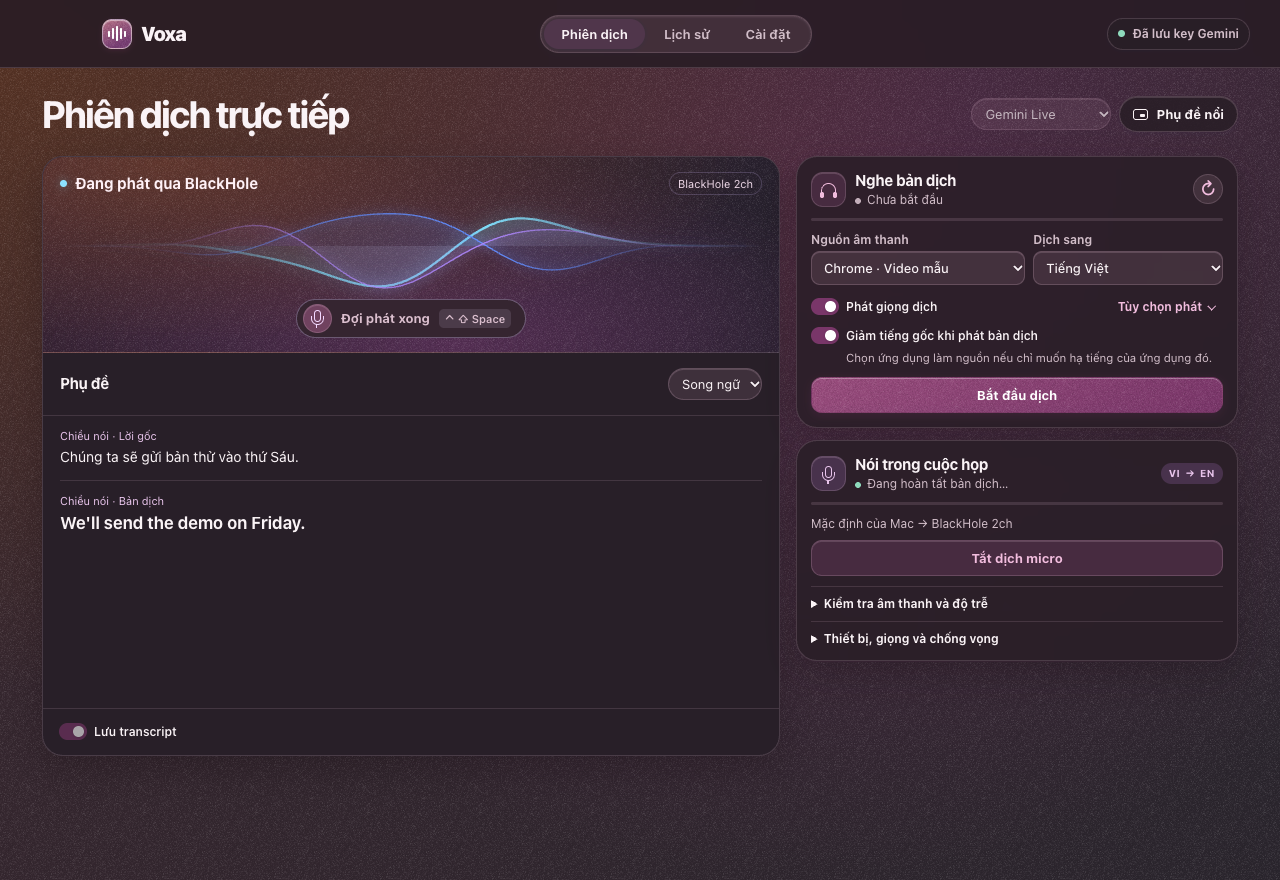 Voxa
Phiên dịch
Lịch sử
Cài đặt
Đã lưu key Gemini
Phiên dịch trực tiếp
Gemini Live
Phụ đề nổi
Đang phát qua BlackHole
BlackHole 2ch
Đợi phát xong
^ ⇧ Space
Phụ đề
Song ngữ
Chiều nói · Lời gốc
Chúng ta sẽ gửi bản thử vào thứ Sáu.
Chiều nói · Bản dịch
We'll send the demo on Friday.
Lưu transcript
Nghe bản dịch
Chưa bắt đầu
Nguồn âm thanh
Dịch sang
Chrome · Video mẫu
Tiếng Việt
Phát giọng dịch
Tùy chọn phát
Giảm tiếng gốc khi phát bản dịch
Chọn ứng dụng làm nguồn nếu chỉ muốn hạ tiếng của ứng dụng đó.
Bắt đầu dịch
Nói trong cuộc họp
Đang hoàn tất bản dịch...
VI → EN
Mặc định của Mac → BlackHole 2ch
Tắt dịch micro
Kiểm tra âm thanh và độ trễ
Thiết bị, giọng và chống vọng